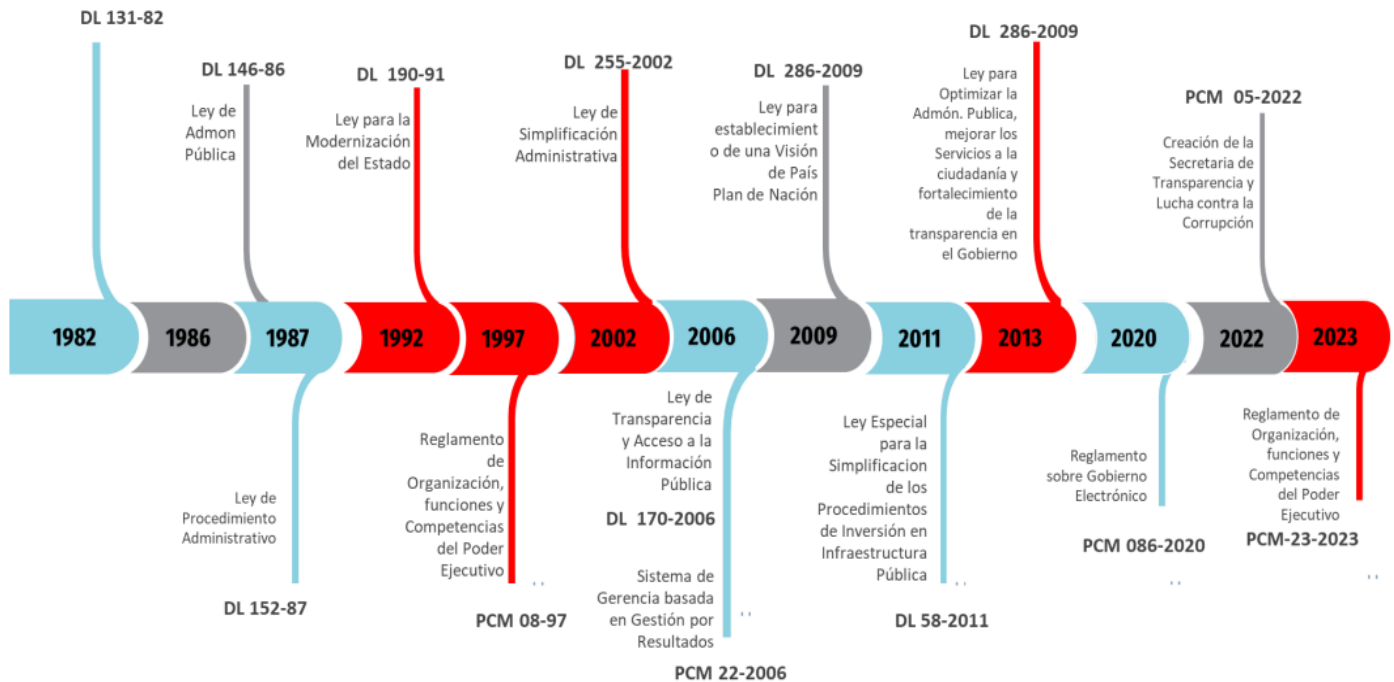 DL 131-82
DL 146-86
Ley de
Admon
Pública
DL 190-91
Ley para la
Modernización
del Estado
DL 255-2002
Ley de
Simplificación
Administrativa
DL 286-2009
Ley para
establecimient
o de una Visión
de País
Plan de Nación
DL 286-2009
Ley para
Optimizar la
Admón. Publica,
mejorar los
Servicios a la
ciudadanía y
fortalecimiento
de la
transparencia en
el Gobierno
PCM 05-2022
Creación de la
Secretaria de
Transparencia y
Lucha contra la
Corrupción
1982
1986
1987
1992
1997
2002
2006
2009
2011
2013
2020
2022
2023
Ley de
Procedimiento
Administrativo
DL 152-87
Reglamento
de
Organización,
funciones y
Competencias
del Poder
Ejecutivo
PCM 08-97
Ley de
Transparencia
y Acceso a la
Información
Pública
DL 170-2006
Sistema de
Gerencia basada
en Gestión por
Resultados
PCM 22-2006
Ley Especial
para la
Simplificacion
de los
Procedimientos
de Inversión en
Infraestructura
Pública
DL 58-2011
Reglamento
sobre Gobierno
Electrónico
PCM 086-2020
Reglamento de
Organización,
funciones y
Competencias
del Poder
Ejecutivo
PCM-23-2023